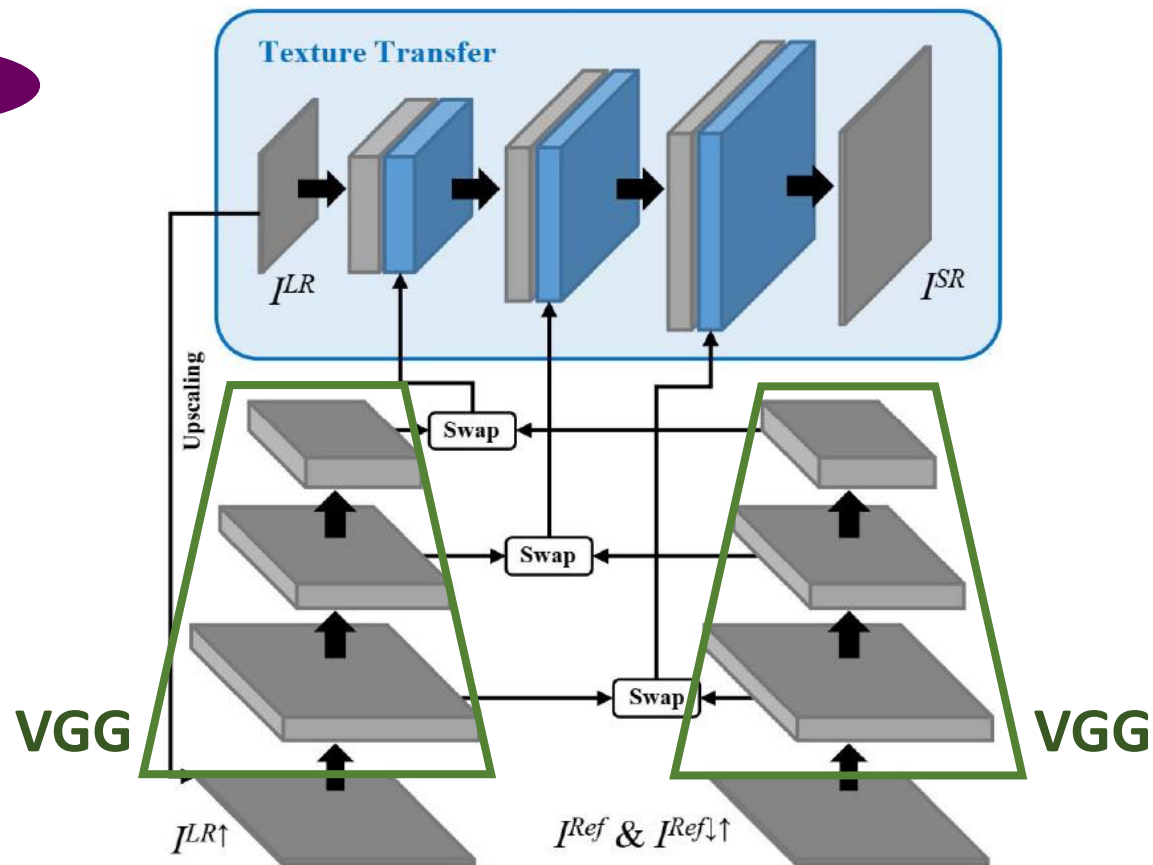 Texture Transfer
I^{LR}
I^{SR}
Upscaling
Swap
Swap
Swap
VGG
VGG
I^{LR↑}
I^{Ref} & I^{Ref↓↑}